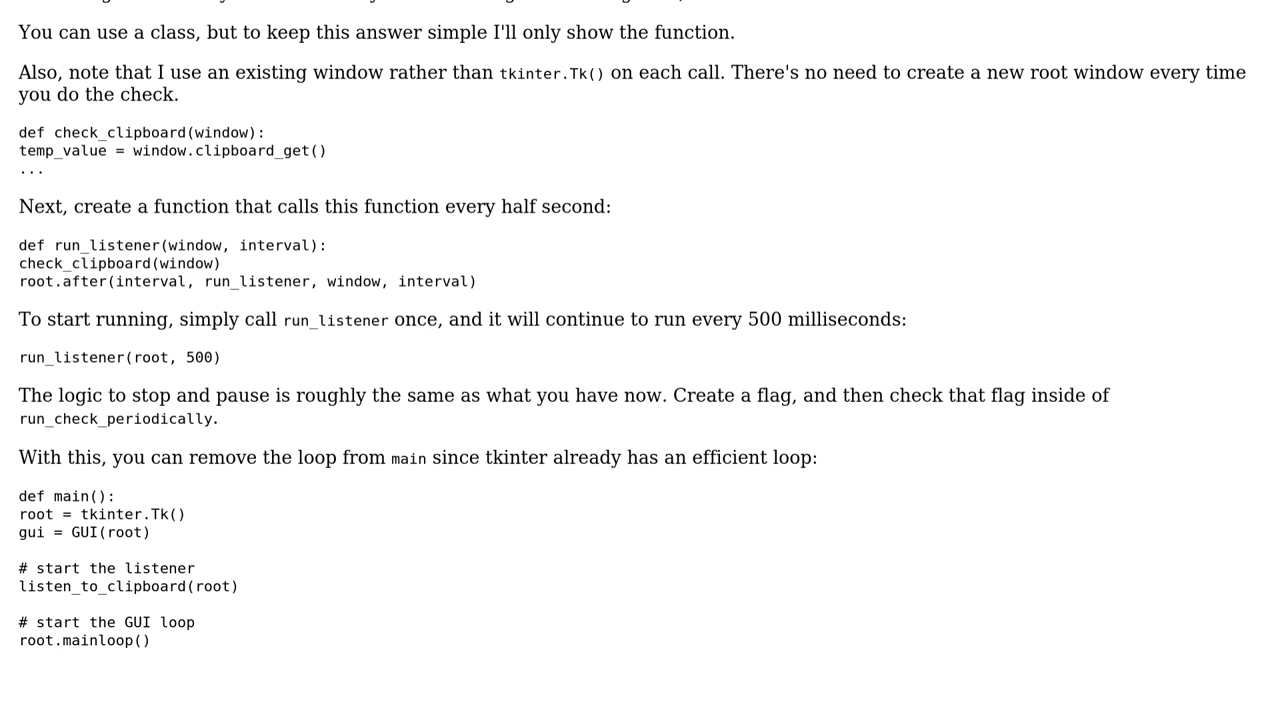 You can use a class, but to keep this answer simple I'll only show the function.
Also, note that I use an existing window rather than tkinter.Tk() on each call. There's no need to create a new root window every time
you do the check.
def check_clipboard(window):
temp_value = window.clipboard_get()
...
Next, create a function that calls this function every half second:
def run_listener(window, interval):
check_clipboard(window)
root.after(interval, run_listener, window, interval)
To start running, simply call run_listener once, and it will continue to run every 500 milliseconds:
run_listener(root, 500)
The logic to stop and pause is roughly the same as what you have now. Create a flag, and then check that flag inside of
run_check_periodically.
With this, you can remove the loop from main since tkinter already has an efficient loop:
def main():
root = tkinter.Tk()
gui = GUI(root)
# start the listener
listen_to_clipboard(root)
# start the GUI loop
root.mainloop()